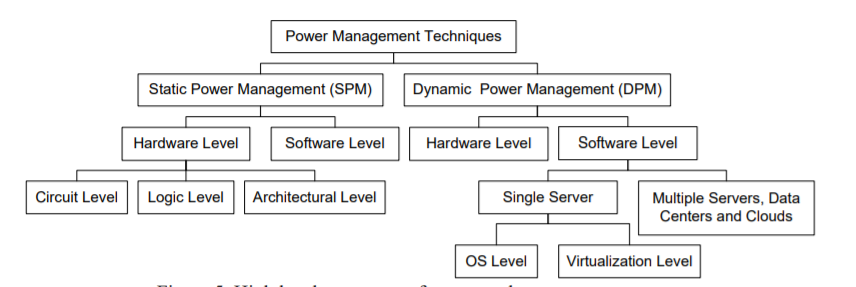 Power Management Techniques
Static Power Management (SPM)
Dynamic Power Management (DPM)
Hardware Level
Software Level
Hardware Level
Software Level
Circuit Level
Logic Level
Architectural Level
Single Server
Multiple Servers, Data
Centers and Clouds
OS Level
Virtualization Level